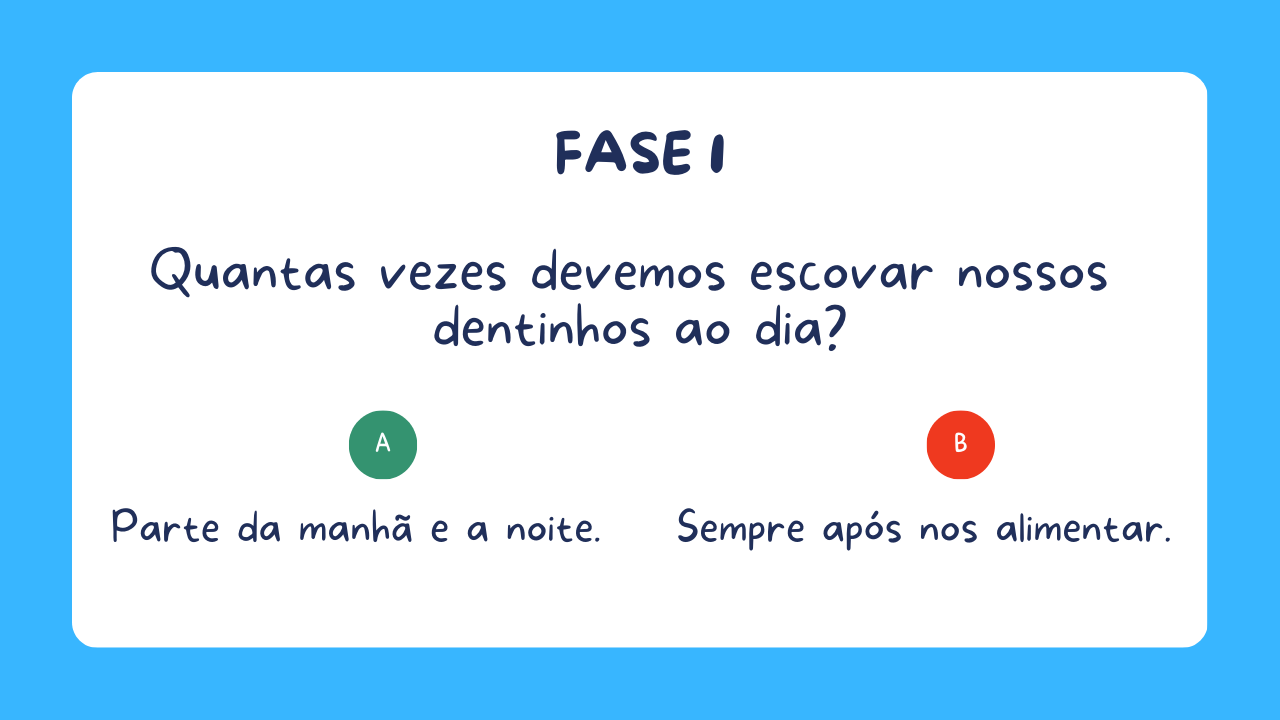 FASE 1
Quantas vezes devemos escovar nossos
dentinhos ao dia?
A
B
Parte da manhã e a noite.
Sempre após nos alimentar.